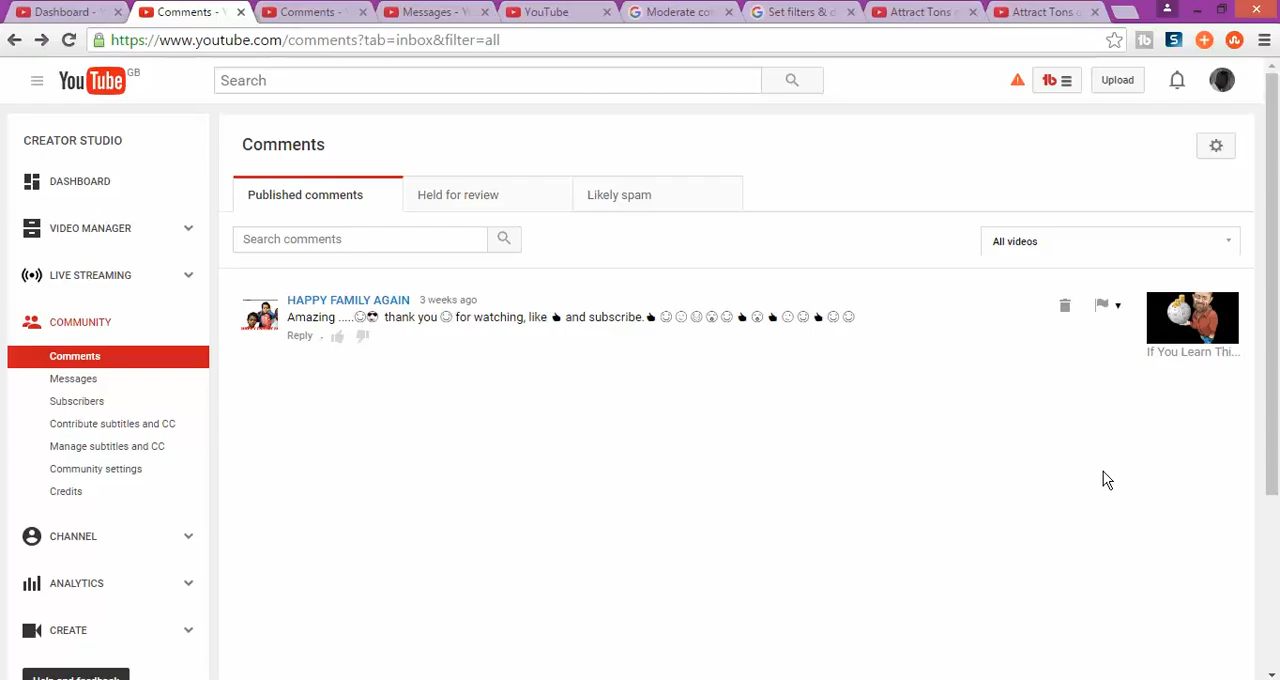 Dashboard -
Comments -
Comments -
Messages -
YouTube
Moderate co
Set filters & d
Attract Tons
Attract Tons
https://www.youtube.com/comments?tab=inbox&filter=all
YouTube GB
Search
Upload
CREATOR STUDIO
DASHBOARD
VIDEO MANAGER
LIVE STREAMING
COMMUNITY
Comments
Messages
Subscribers
Contribute subtitles and CC
Manage subtitles and CC
Community settings
Credits
CHANNEL
ANALYTICS
CREATE
Help and feedback
Comments
Published comments
Held for review
Likely spam
Search comments
All videos
HAPPY FAMILY AGAIN 3 weeks ago
Amazing ..... thank you for watching, like and subscribe.
Reply .
If You Learn Thi...